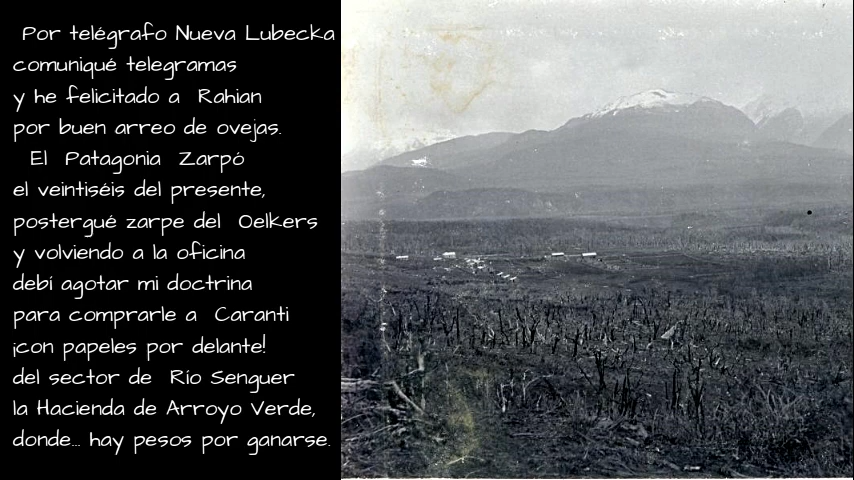 Por telégrafo Nueva Lubecka
comuniqué telegramas
y he felicitado a Rahian
por buen arreo de ovejas.
El Patagonia Zarpó
el veintiséis del presente,
postergué zarpe del Oelkers
y volviendo a la oficina
debí agotar mi doctrina
para comprarle a Caranti
¡con papeles por delante!
del sector de Río Senguer
la Hacienda de Arroyo Verde,
donde... hay pesos por ganarse.